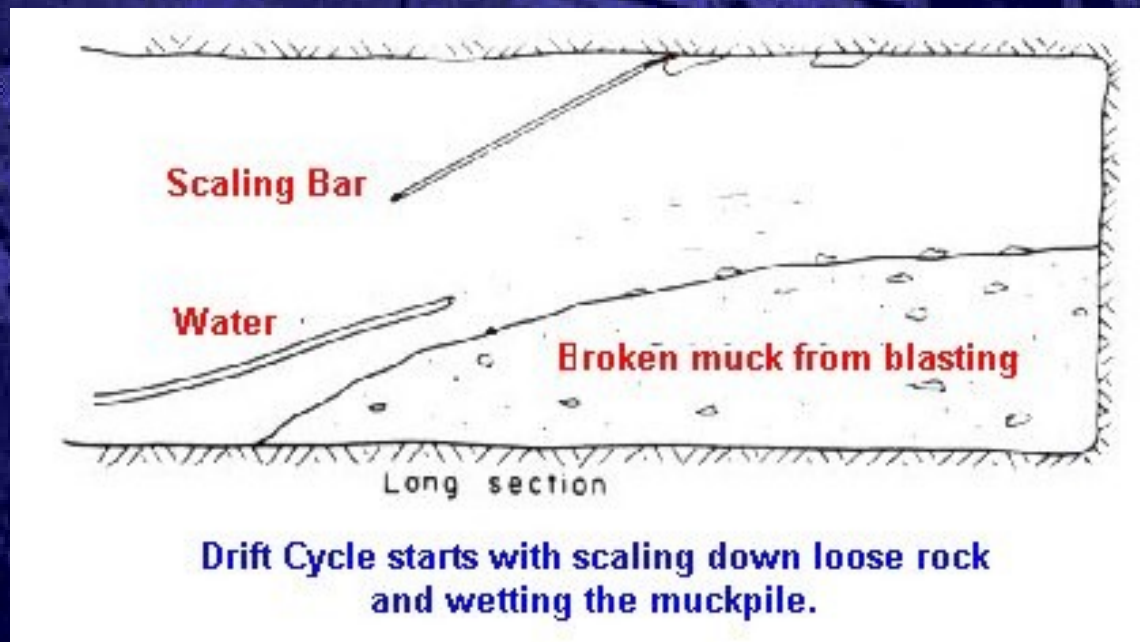 Scaling Bar
Water
Broken muck from blasting
Long section
Drift Cycle starts with scaling down loose rock
and wetting the muckpile.